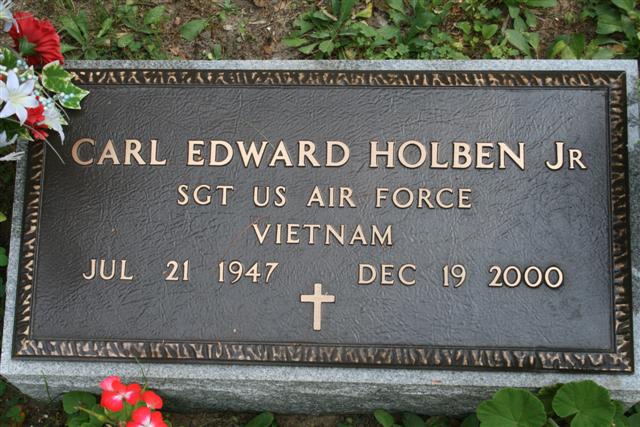 CARL EDWARD HOLBEN JR
SGT US AIR FORCE
VIETNAM
JUL 21 1947 DEC 19 2000